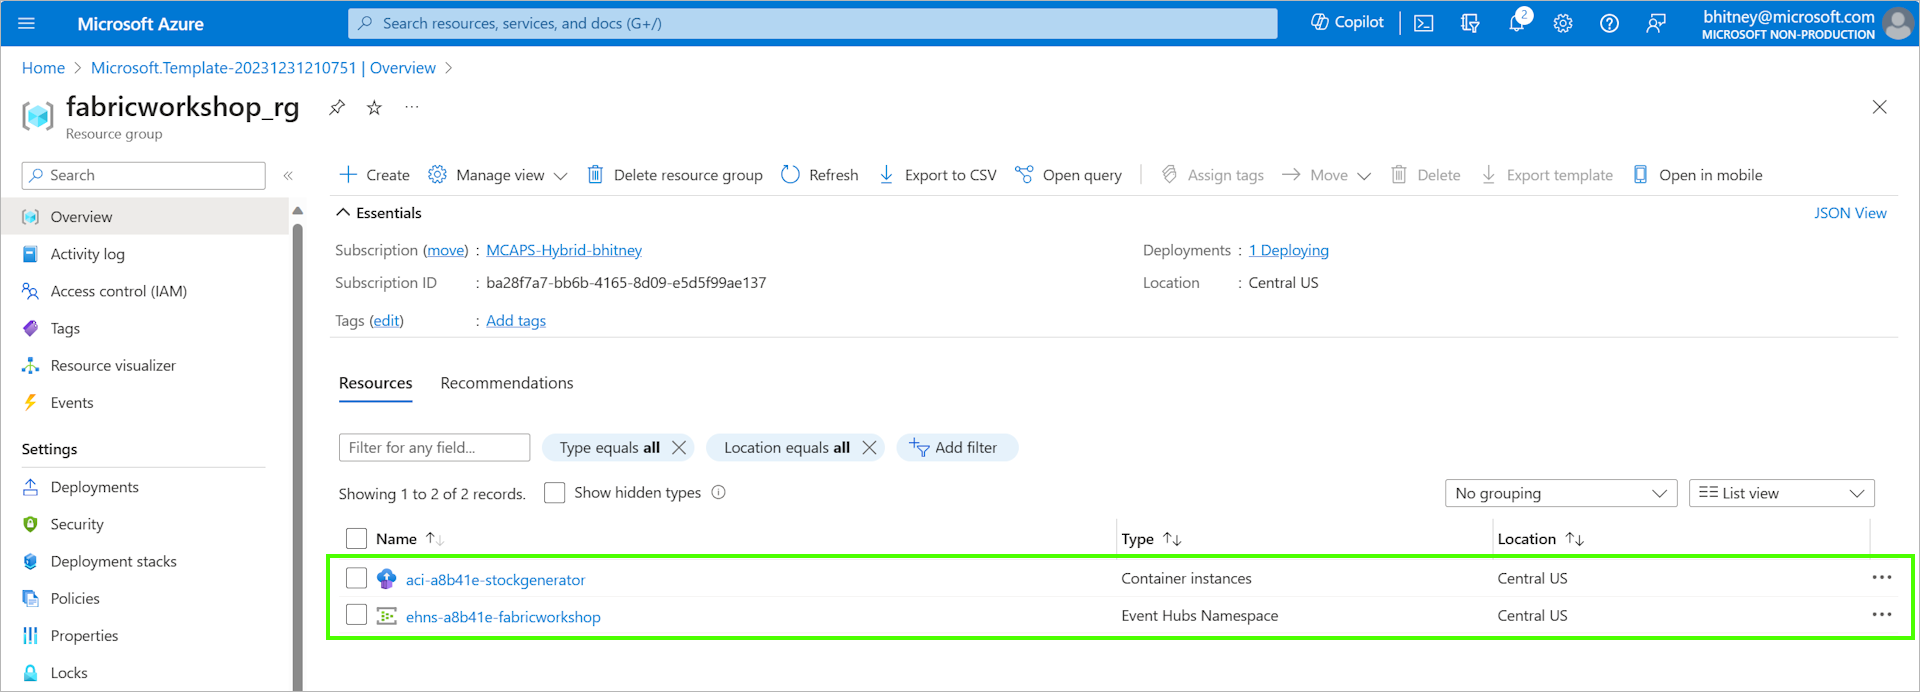 Microsoft Azure
Search resources, services, and docs (G+/)
Copilot
2
bhitney@microsoft.com
MICROSOFT NON-PRODUCTION
Home > Microsoft.Template-20231231210751 | Overview >
fabricworkshop_rg
Resource group
Search
Create
Manage view
Delete resource group
Refresh
Export to CSV
Open query
Assign tags
Move
Delete
Export template
Open in mobile
Overview
Activity log
Access control (IAM)
Tags
Resource visualizer
Events
Settings
Deployments
Security
Deployment stacks
Policies
Properties
Locks
Essentials
JSON View
Subscription (move) : MCAPS-Hybrid-bhitney
Deployments : 1 Deploying
Subscription ID : ba28f7a7-bb6b-4165-8d09-e5d5f99ae137
Location : Central US
Tags (edit) : Add tags
Resources
Recommendations
Filter for any field...
Type equals all
Location equals all
Add filter
Showing 1 to 2 of 2 records.
Show hidden types
No grouping
List view
Name
Type
Location
aci-a8b41e-stockgenerator
Container instances
Central US
ehns-a8b41e-fabricworkshop
Event Hubs Namespace
Central US